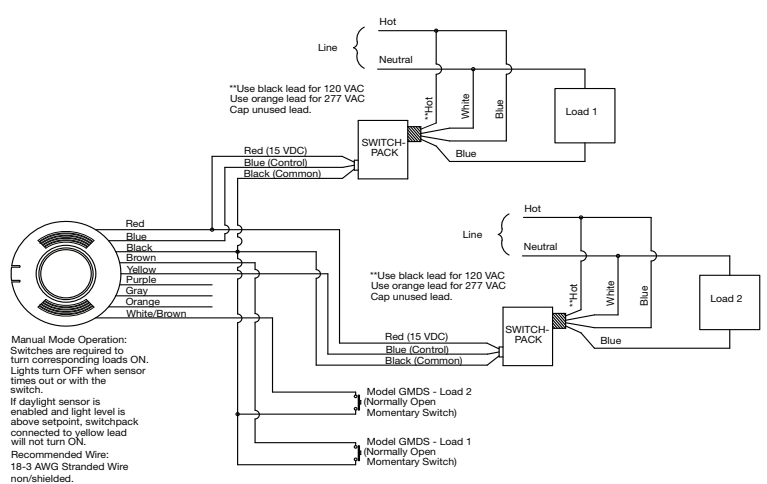 Hot
Line
Neutral
**Use black lead for 120 VAC
Use orange lead for 277 VAC
Cap unused lead.
**Hot
White
Blue
Load 1
SWITCH-
PACK
Blue
Red (15 VDC)
Blue (Control)
Black (Common)
Red
Blue
Black
Brown
Yellow
Purple
Gray
Orange
White/Brown
Hot
Line
Neutral
**Use black lead for 120 VAC
Use orange lead for 277 VAC
Cap unused lead.
**Hot
White
Blue
Load 2
SWITCH-
PACK
Blue
Red (15 VDC)
Blue (Control)
Black (Common)
Manual Mode Operation:
Switches are required to
turn corresponding loads ON.
Lights turn OFF when sensor
times out or with the
switch.
If daylight sensor is
enabled and light level is
above setpoint, switchpack
connected to yellow lead
will not turn ON.
Recommended Wire:
18-3 AWG Stranded Wire
non/shielded.
Model GMDS - Load 2
(Normally Open
Momentary Switch)
Model GMDS - Load 1
(Normally Open
Momentary Switch)